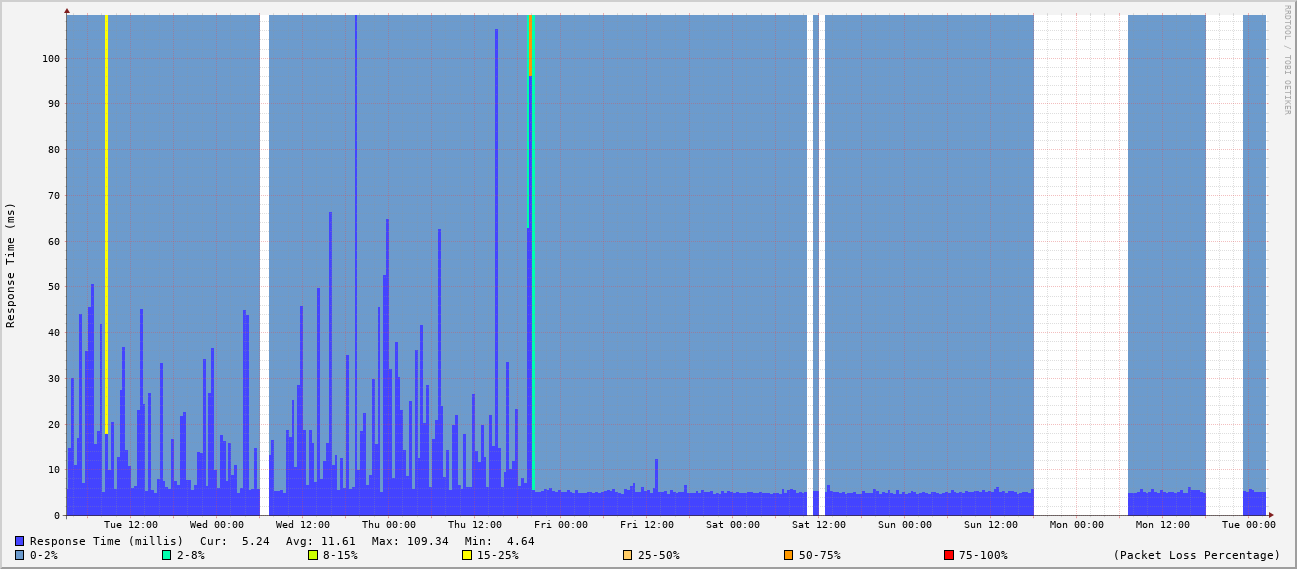 RRDTOOL / TOBI OETIKER
Response Time (ms)
100
90
80
70
60
50
40
30
20
10
0
Tue 12:00 Wed 00:00 Wed 12:00 Thu 00:00 Thu 12:00 Fri 00:00 Fri 12:00 Sat 00:00 Sat 12:00 Sun 00:00 Sun 12:00 Mon 00:00 Mon 12:00 Tue 00:00
Response Time (millis) Cur: 5.24 Avg: 11.61 Max: 109.34 Min: 4.64
0-2% 2-8% 8-15% 15-25% 25-50% 50-75% 75-100% (Packet Loss Percentage)